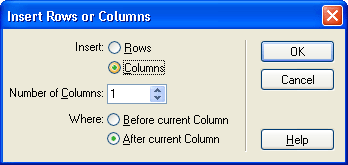 Insert Rows or Columns
Insert: Rows
Columns
Number of Columns: 1
Where: Before current Column
After current Column
OK
Cancel
Help